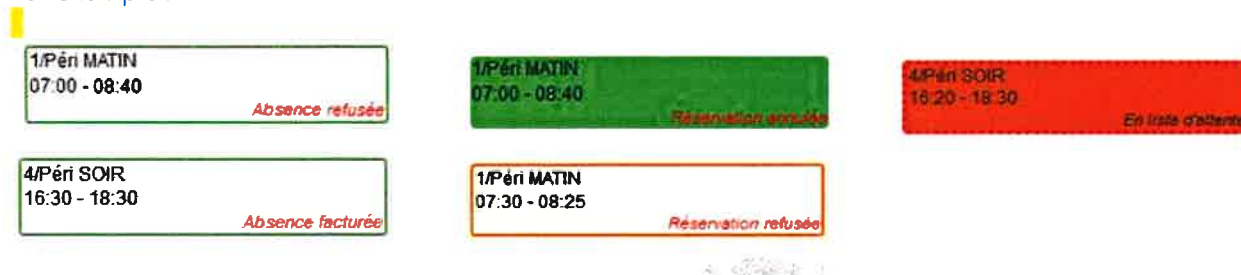 1/Péri MATIN
07:00 - 08:40
Absence refusée
1/Péri MATIN
07:00 - 08:40
Réservation annulée
4/Péri SOIR
16:20 - 18:30
En liste d'attente
4/Péri SOIR
16:30 - 18:30
Absence facturée
1/Péri MATIN
07:30 - 08:25
Réservation refusée